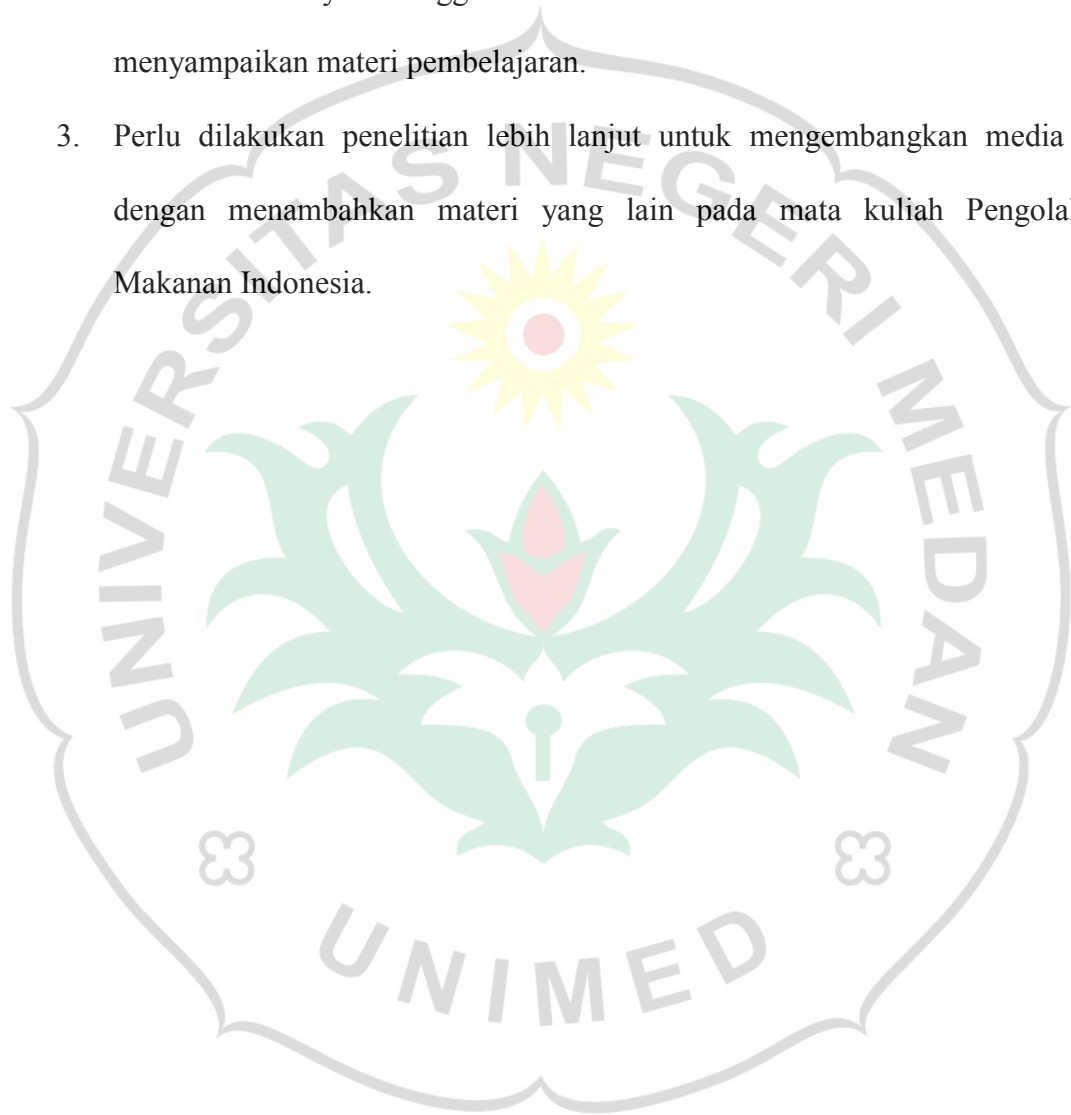 menyampaikan materi pembelajaran.
3. Perlu dilakukan penelitian lebih lanjut untuk mengembangkan media
dengan menambahkan materi yang lain pada mata kuliah
Makanan Indonesia.
UNIVERSITAS NEGERI MEDAN
UNIMED